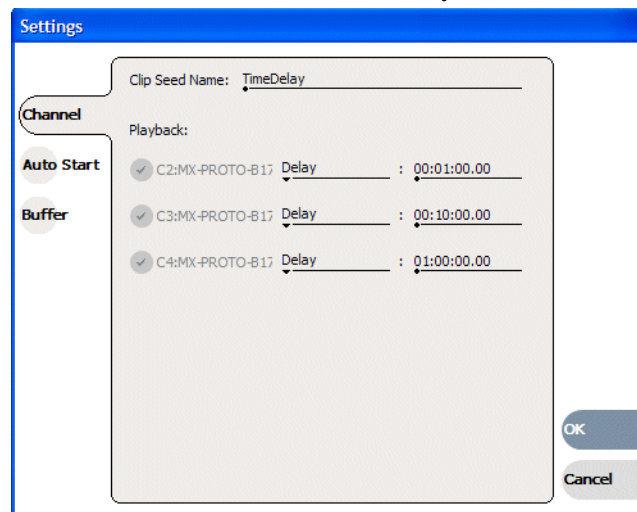 Settings
Clip Seed Name: TimeDelay
Channel
Playback:
Auto Start
C2:MX-PROTO-B17 Delay : 00:01:00.00
Buffer
C3:MX-PROTO-B17 Delay : 00:10:00.00
C4:MX-PROTO-B17 Delay : 01:00:00.00
OK
Cancel